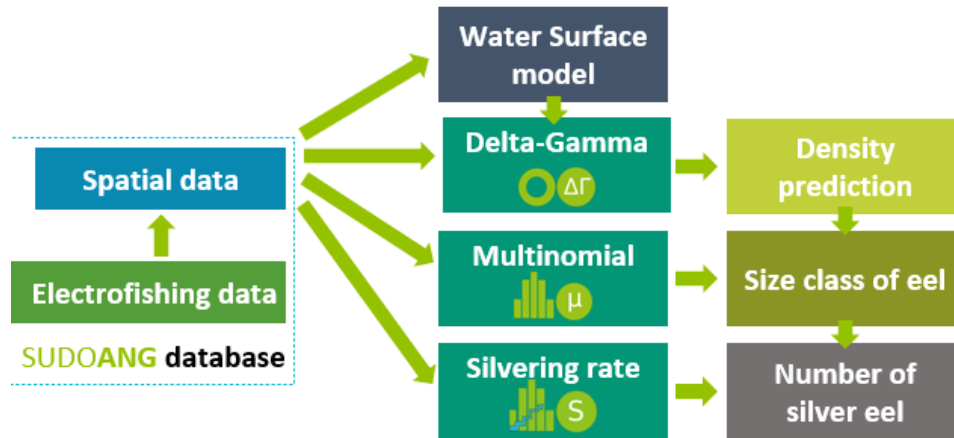 Water Surface
model
Delta-Gamma
ΔΓ
Density
prediction
Spatial data
Multinomial
μ
Size class of eel
Electrofishing data
SUDOANG database
Silvering rate
S
Number of
silver eel